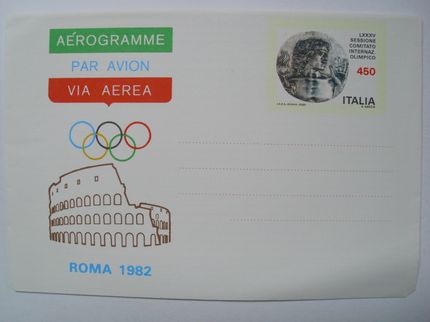 AÉROGRAMME
PAR AVION
VIA AEREA
LXXXV
SESSIONE
COMITATO
INTERNAZ.
OLIMPICO
450
ITALIA
ROMA 1982